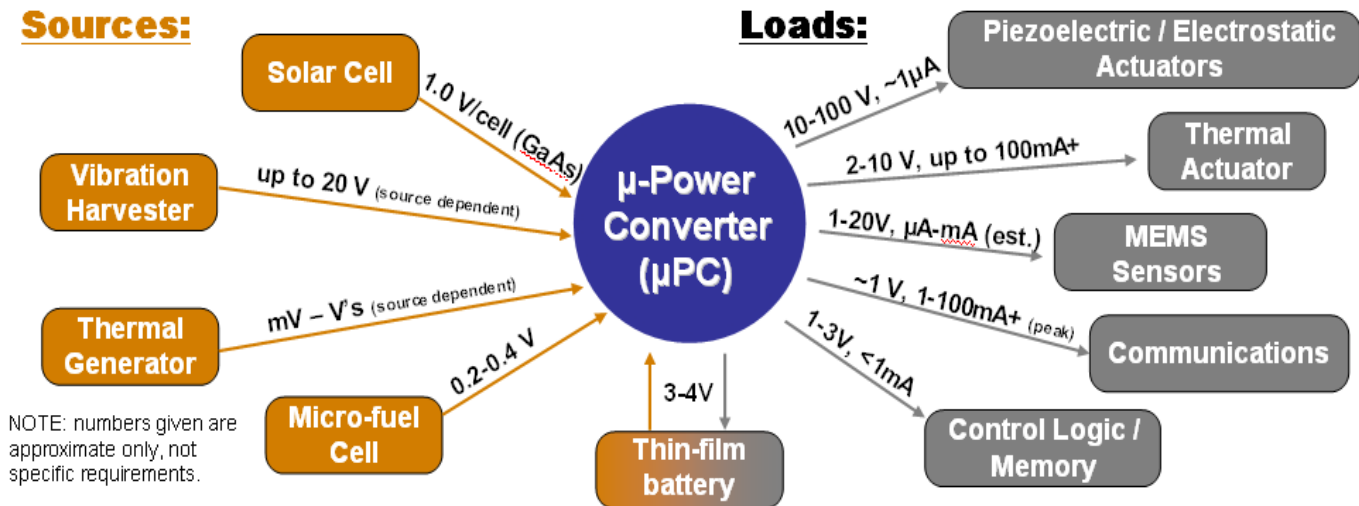 Sources:
Loads:
Solar Cell
1.0 V/cell (GaAs)
Vibration
Harvester
up to 20 V (source dependent)
Thermal
Generator
mV – V's (source dependent)
Micro-fuel
Cell
0.2-0.4 V
NOTE: numbers given are
approximate only, not
specific requirements.
µ-Power
Converter
(µPC)
3-4V
Thin-film
battery
10-100 V, ~1µA
Piezoelectric / Electrostatic
Actuators
2-10 V, up to 100mA+
Thermal
Actuator
1-20V, µA-mA (est.)
MEMS
Sensors
~1 V, 1-100mA+ (peak)
Communications
1-3V, <1mA
Control Logic /
Memory